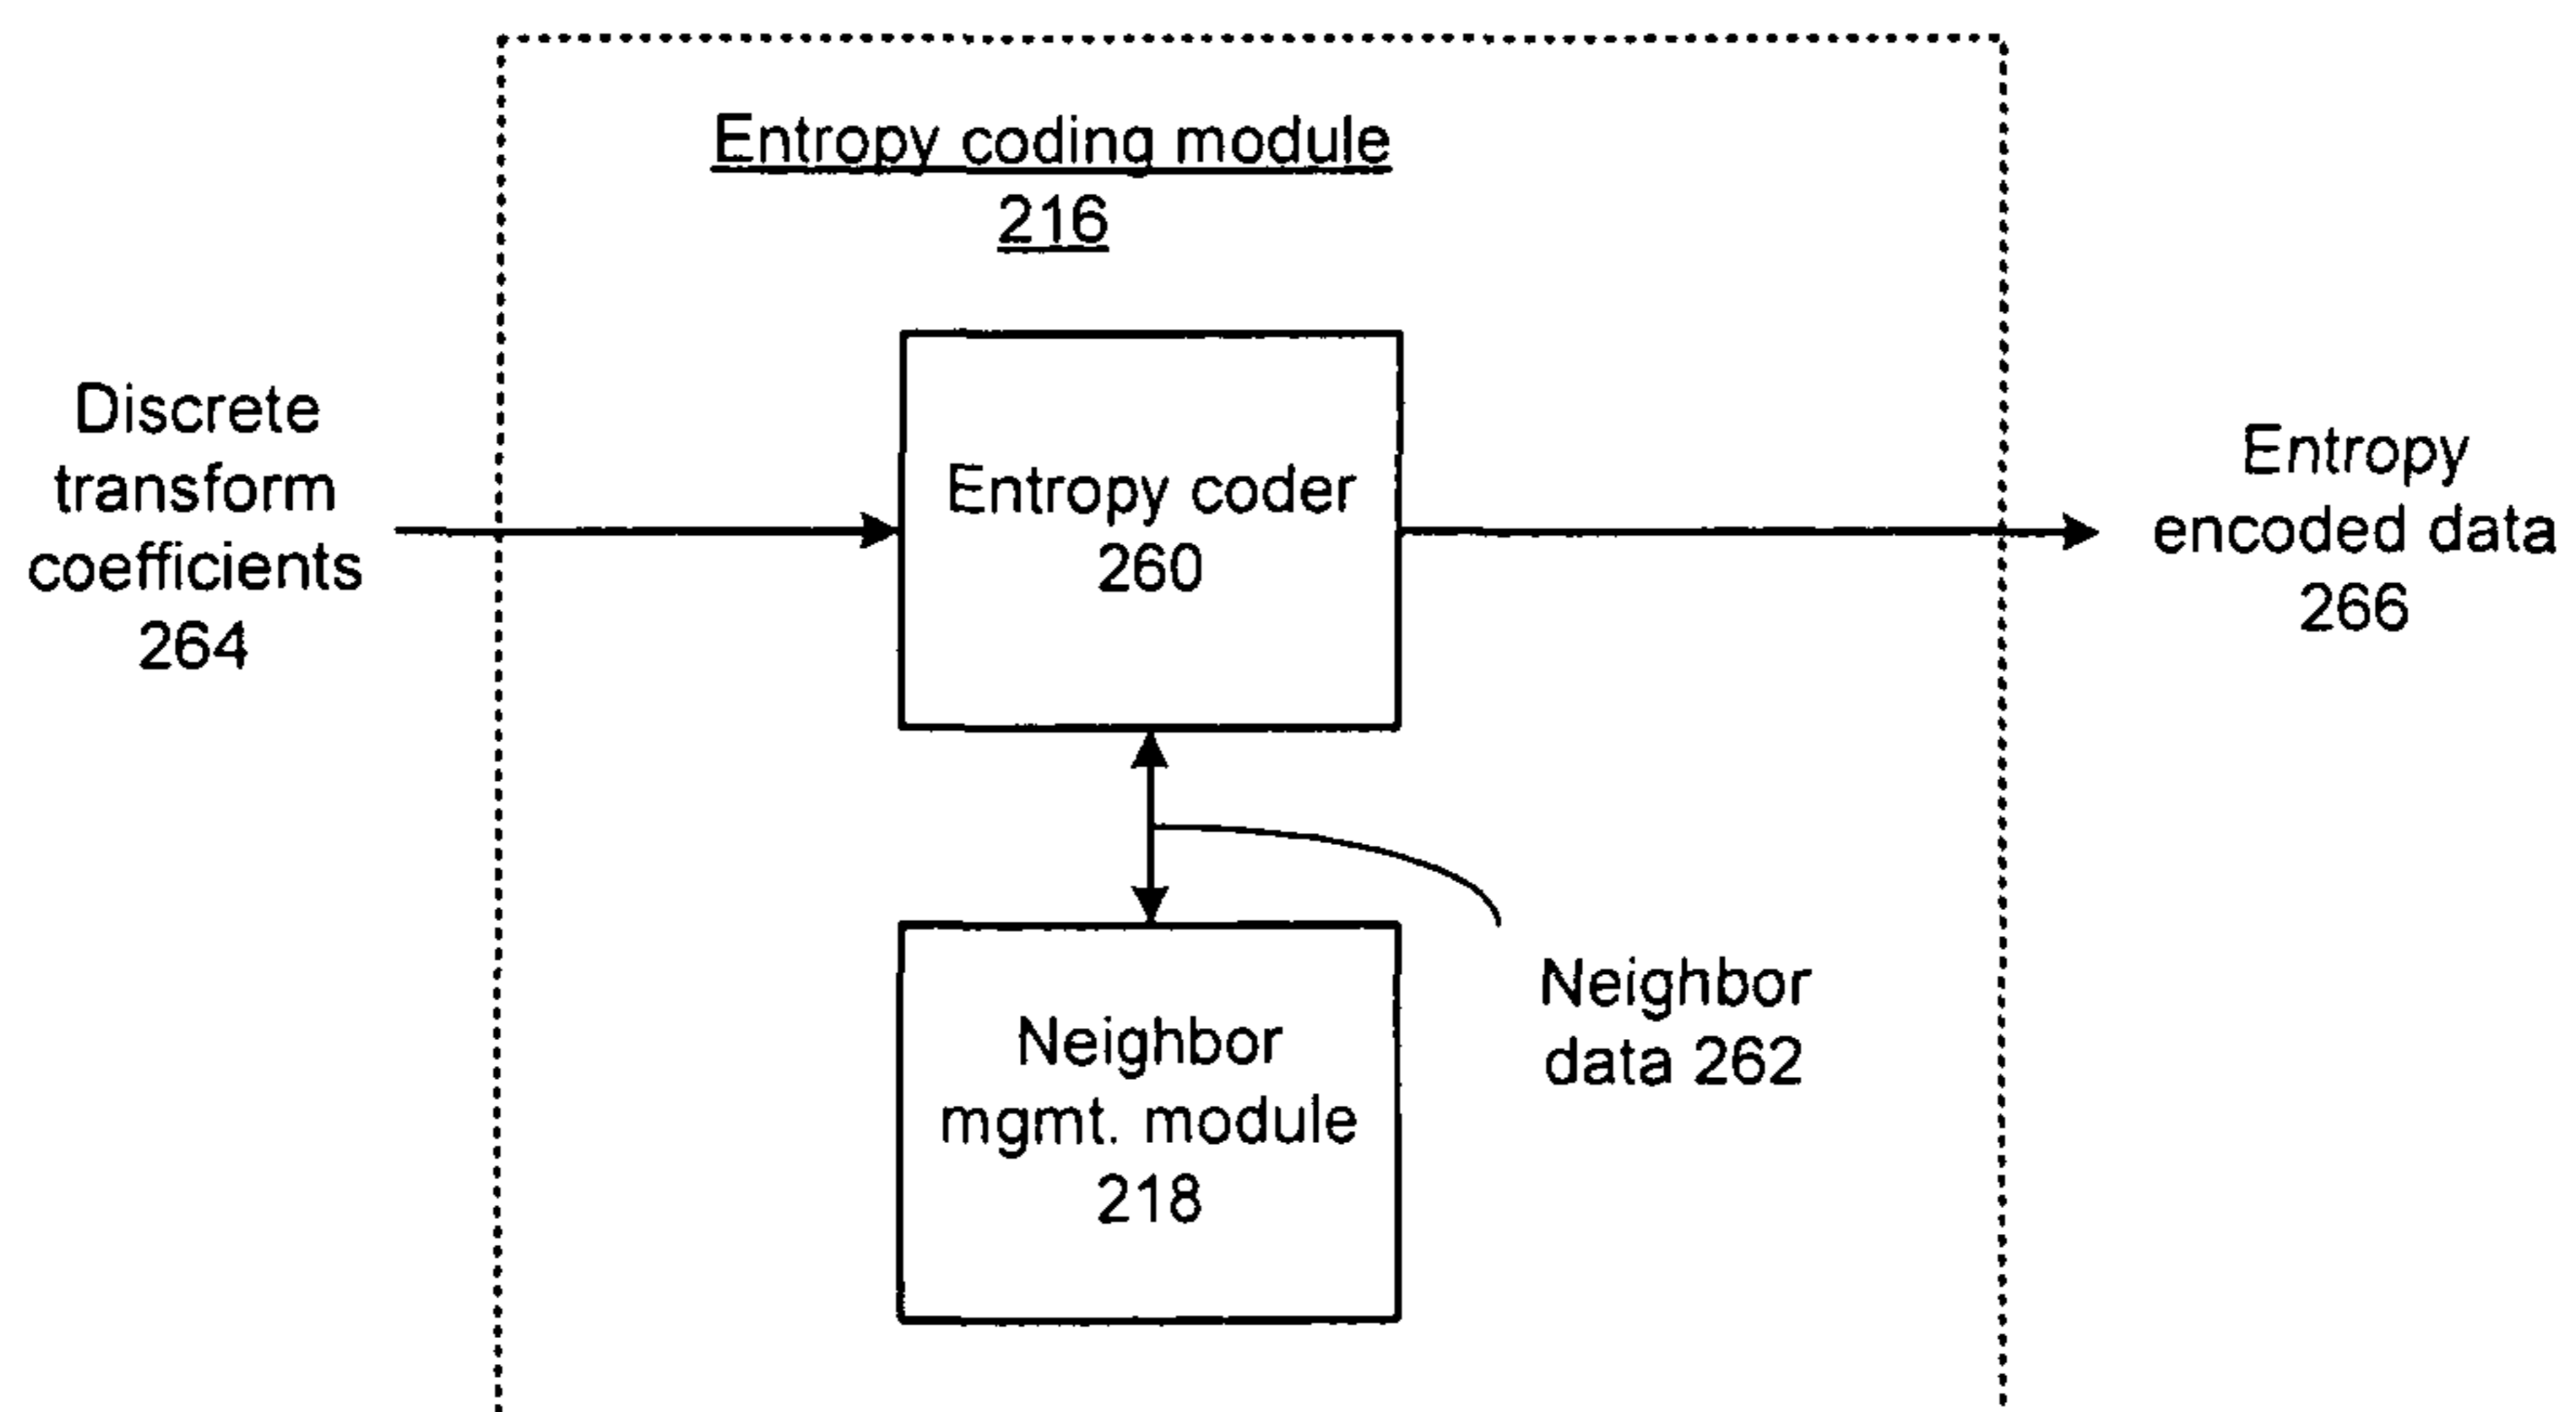 Entropy coding module
216
Discrete
transform
coefficients
264
Entropy coder
260
Entropy
encoded data
266
Neighbor
data 262
Neighbor
mgmt. module
218